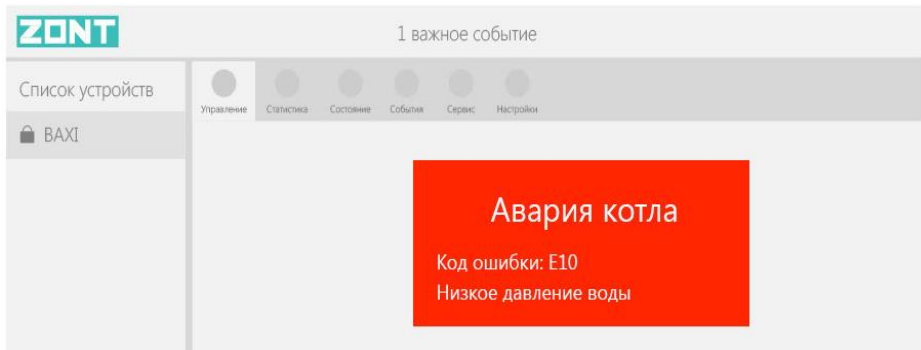 ZONT
1 важное событие
Список устройств
Управление Статистика Состояние События Сервис Настройки
BAXI
Авария котла
Код ошибки: E10
Низкое давление воды